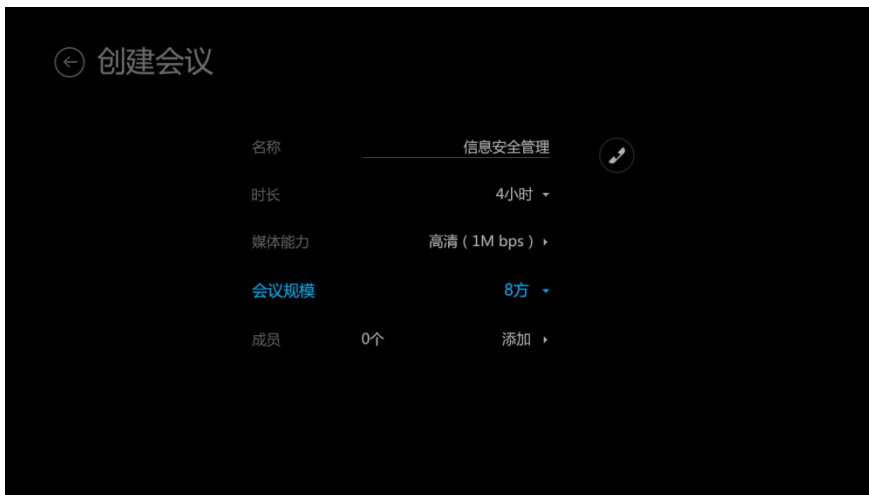 创建会议
名称 信息安全管理
时长 4小时
媒体能力 高清（1M bps）
会议规模 8方
成员 0个 添加